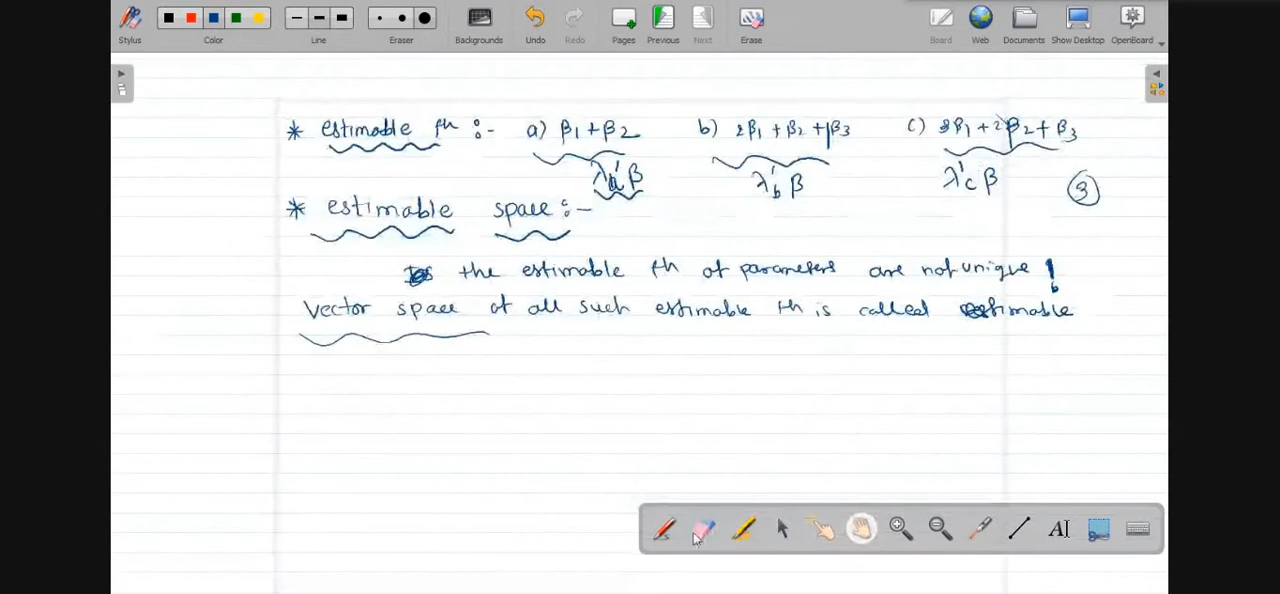 Stylus Color Line Eraser Backgrounds Undo Redo Pages Previous Next Erase Board Web Documents Show Desktop OpenBoard
* estimable fn :- a) β1 + β2 b) 2β1 + β2 + β3 c) 3β1 + 2β2 + β3
λ'a β λ'b β λ'c β ③
* estimable space :-
the estimable fn of parameters are not unique !
Vector space of all such estimable fn is called estimable